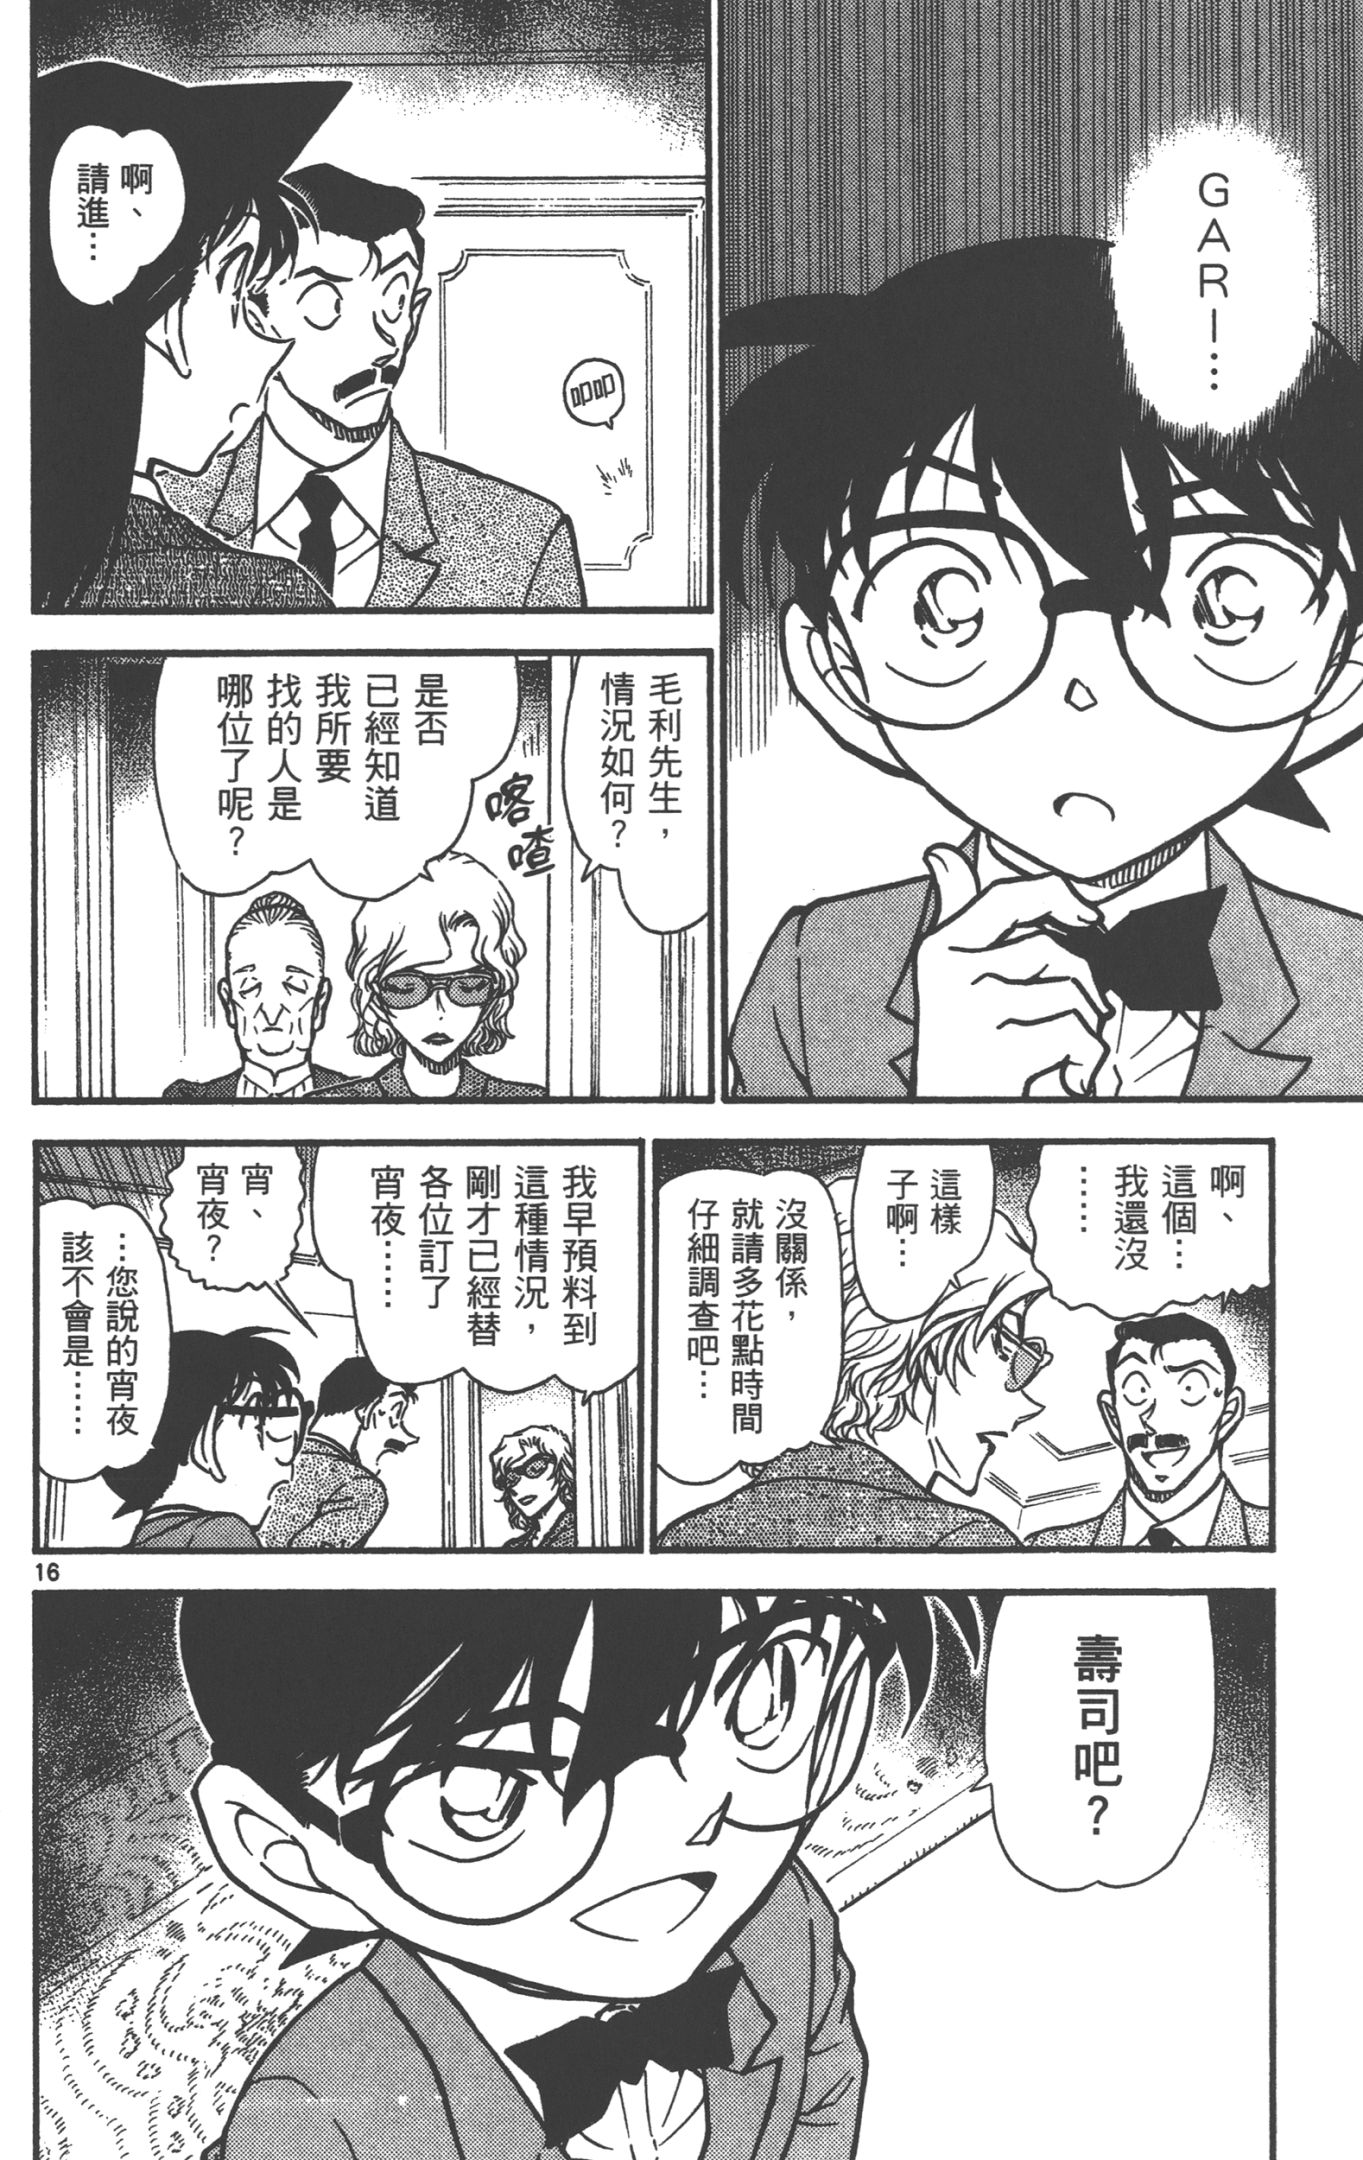 GARI…
叩叩
啊、
請進…
毛利先生，
情況如何？
喀喳
是否
已經知道
我所要
找的人是
哪位了呢？
啊、
這個…
我還沒
……
這樣
子啊…
沒關係，
就請多花點時間
仔細調查吧…
我早預料到
這種情況，
剛才已經替
各位訂了
宵夜……
宵、
宵夜？
…您說的宵夜
該不會是……
16
壽司吧？